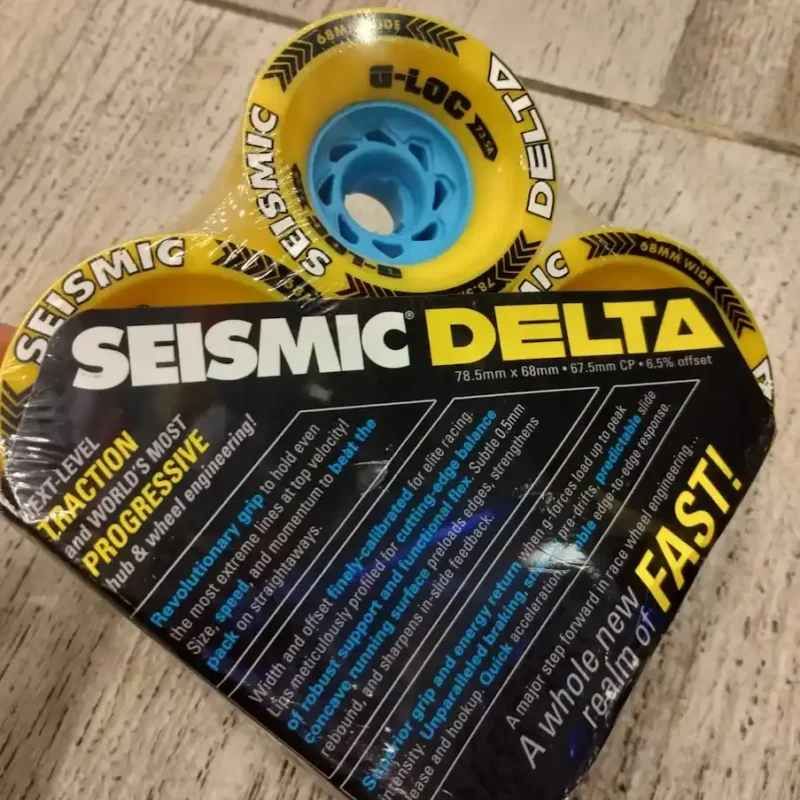 68MM WIDE
G-LOC
73.5A
SEISMIC
DELTA
SEISMIC
G-LOC
78.5
SEISMIC
68MM WIDE
SEISMIC® DELTA
78.5mm x 68mm • 67.5mm CP • 6.5% offset
NEXT-LEVEL
TRACTION
and WORLD'S MOST
PROGRESSIVE
hub & wheel engineering!
Revolutionary grip to hold even
the most extreme lines at top velocity!
Size, speed, and momentum to beat the
pack on straightaways.
Width and offset finely-calibrated for elite racing.
Lips meticulously profiled for cutting-edge balance
of robust support and functional flex. Subtle 0.5mm
concave running surface preloads edges, strengthens
rebound, and sharpens in-slide feedback.
Superior grip and energy return when g-forces load up to peak
intensity. Unparalleled braking, pre-drifts, predictable slide
release and hookup. Quick acceleration edge-to-edge response.
A major step forward in race wheel engineering...
A whole new
realm of FAST!